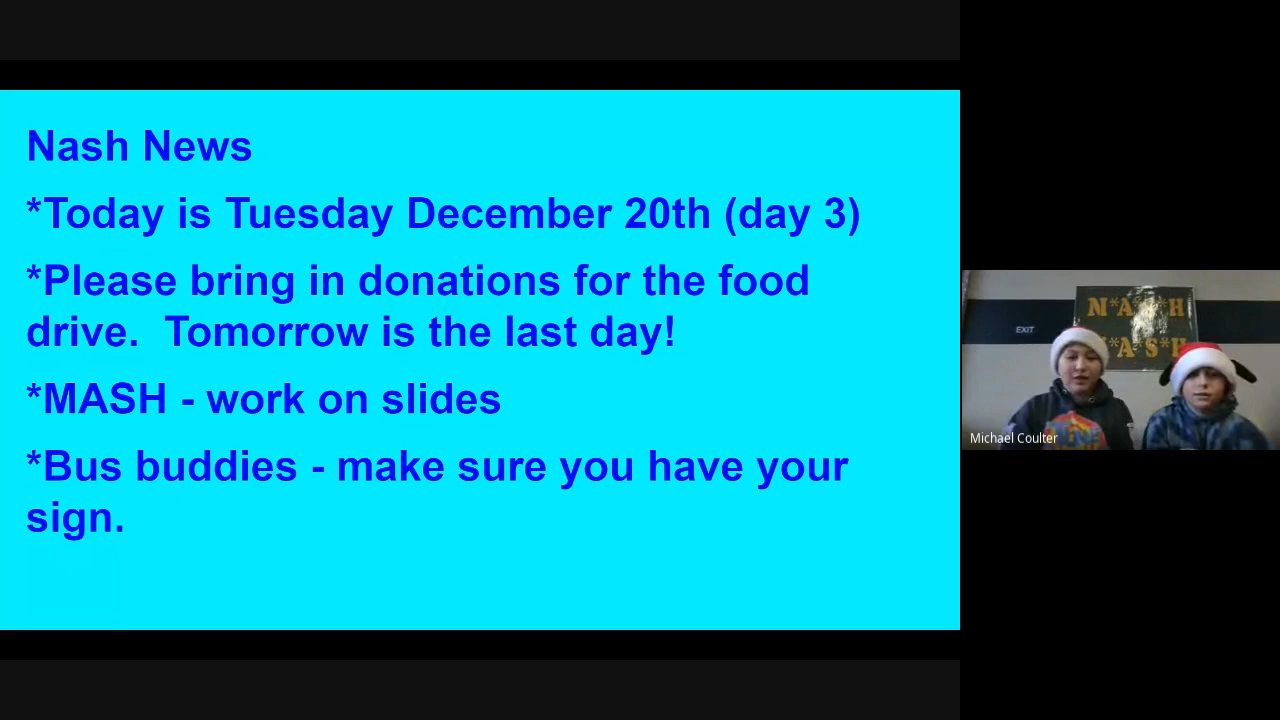 Nash News
*Today is Tuesday December 20th (day 3)
*Please bring in donations for the food
drive.  Tomorrow is the last day!
*MASH - work on slides
*Bus buddies - make sure you have your
sign.
EXIT
Michael Coulter